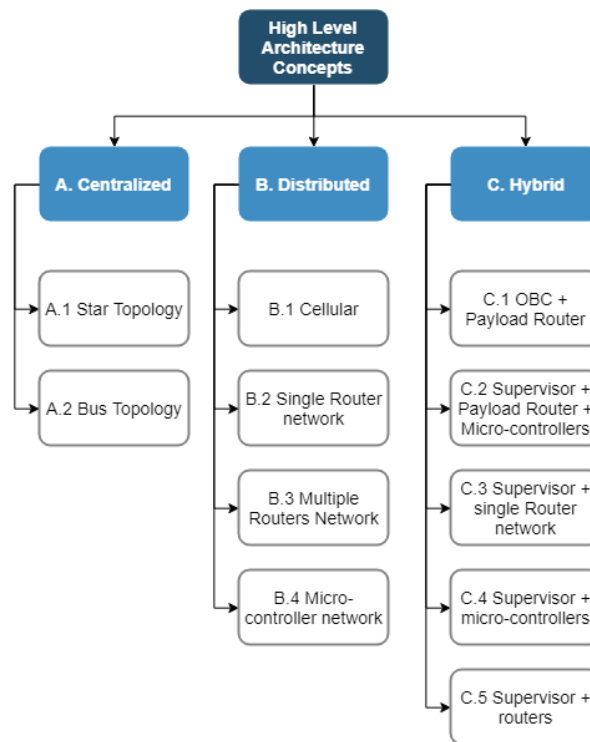 High Level
Architecture
Concepts
A. Centralized
B. Distributed
C. Hybrid
A.1 Star Topology
A.2 Bus Topology
B.1 Cellular
B.2 Single Router
network
B.3 Multiple
Routers Network
B.4 Micro-
controller network
C.1 OBC +
Payload Router
C.2 Supervisor +
Payload Router +
Micro-controllers
C.3 Supervisor +
single Router
network
C.4 Supervisor +
micro-controllers
C.5 Supervisor +
routers